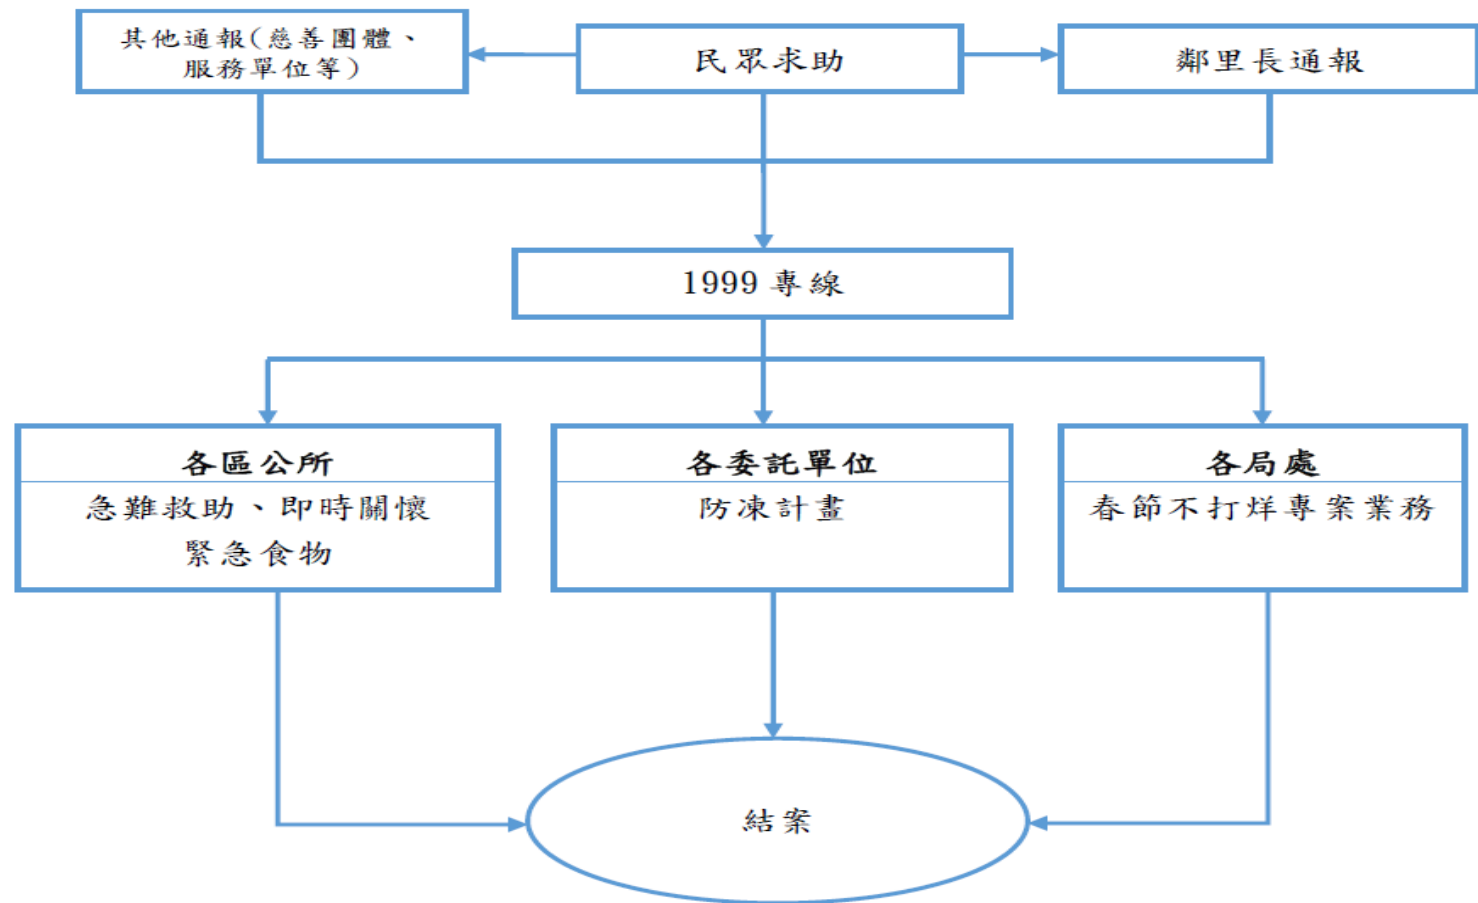 其他通報(慈善團體、
服務單位等)
民眾求助
鄰里長通報
1999 專線
各區公所
急難救助、即時關懷
緊急食物
各委託單位
防凍計畫
各局處
春節不打烊專案業務
結案